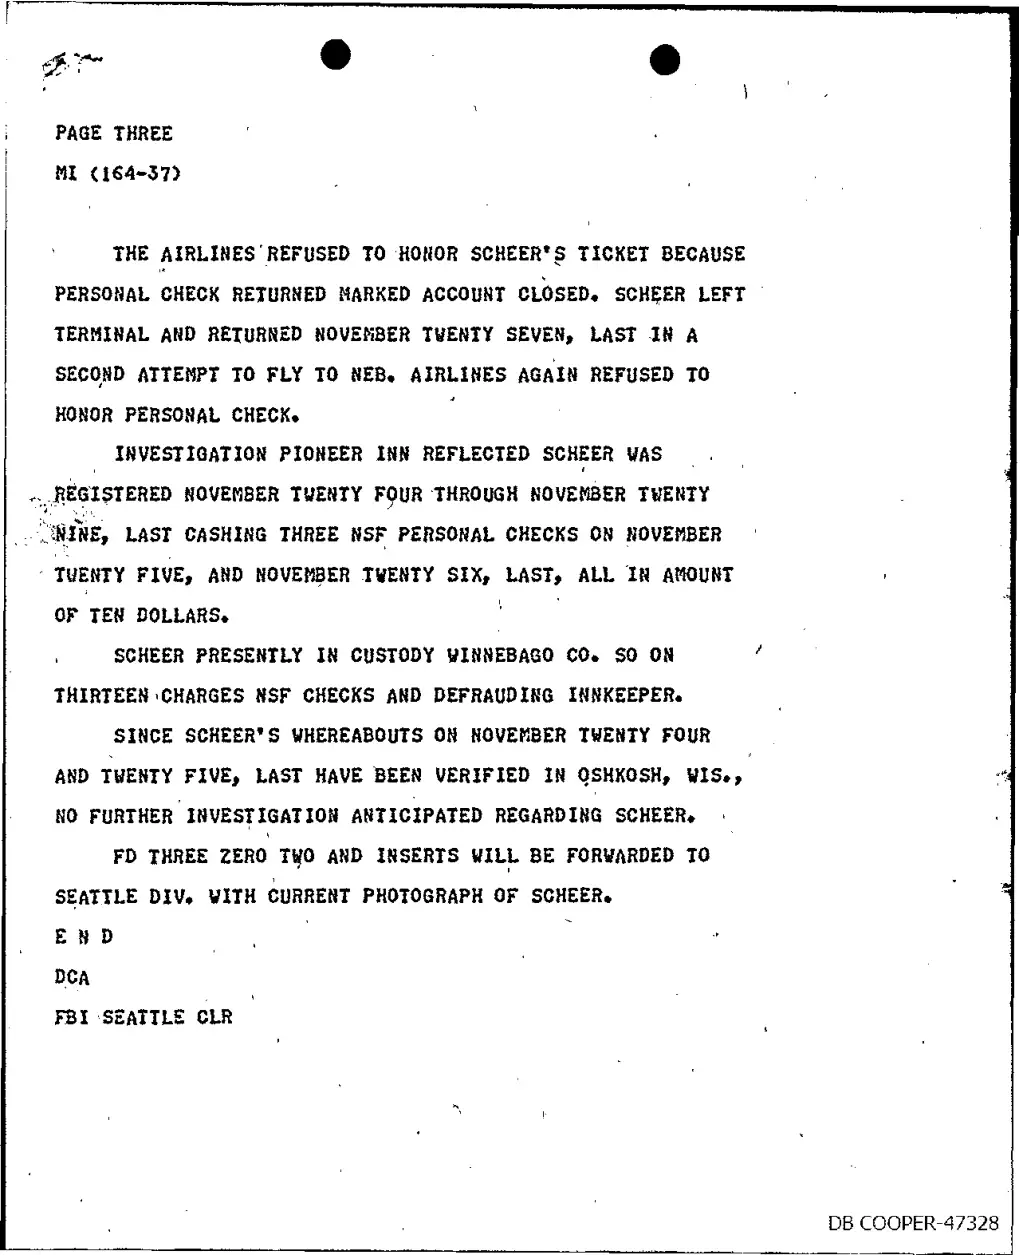 PAGE THREE
MI (164-37)
THE AIRLINES REFUSED TO HONOR SCHEER'S TICKET BECAUSE
PERSONAL CHECK RETURNED MARKED ACCOUNT CLOSED. SCHEER LEFT
TERMINAL AND RETURNED NOVEMBER TWENTY SEVEN, LAST IN A
SECOND ATTEMPT TO FLY TO NEB. AIRLINES AGAIN REFUSED TO
HONOR PERSONAL CHECK.
INVESTIGATION PIONEER INN REFLECTED SCHEER WAS
REGISTERED NOVEMBER TWENTY FOUR THROUGH NOVEMBER TWENTY
NINE, LAST CASHING THREE NSF PERSONAL CHECKS ON NOVEMBER
TWENTY FIVE, AND NOVEMBER TWENTY SIX, LAST, ALL IN AMOUNT
OF TEN DOLLARS.
SCHEER PRESENTLY IN CUSTODY WINNEBAGO CO. SO ON
THIRTEEN CHARGES NSF CHECKS AND DEFRAUDING INNKEEPER.
SINCE SCHEER'S WHEREABOUTS ON NOVEMBER TWENTY FOUR
AND TWENTY FIVE, LAST HAVE BEEN VERIFIED IN OSHKOSH, WIS.,
NO FURTHER INVESTIGATION ANTICIPATED REGARDING SCHEER.
FD THREE ZERO TWO AND INSERTS WILL BE FORWARDED TO
SEATTLE DIV. WITH CURRENT PHOTOGRAPH OF SCHEER.
E N D
DCA
FBI SEATTLE CLR
DB COOPER-47328